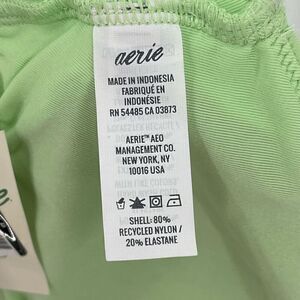 aerie
MADE IN INDONESIA
FABRIQUÉ EN
INDONÉSIE
RN 54485 CA 03873
AERIE™ AEO
MANAGEMENT CO.
NEW YORK, NY
10016 USA
SHELL: 80%
RECYCLED NYLON /
20% ELASTANE